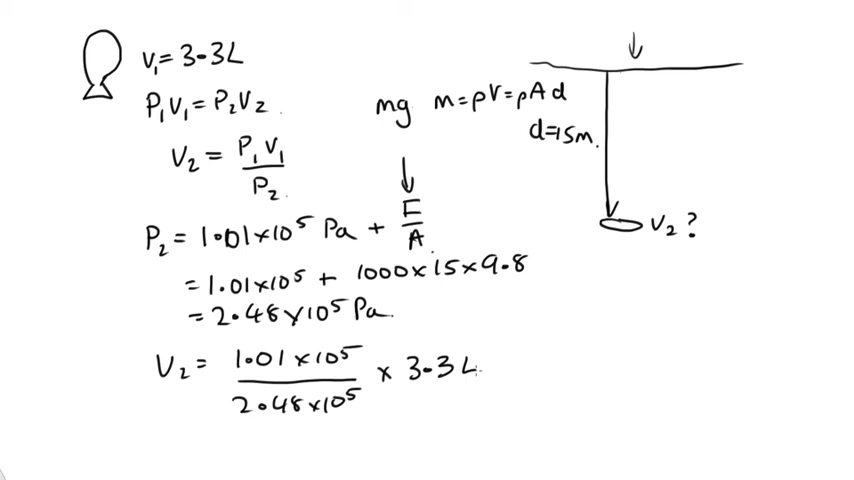 V₁ = 3.3L
P₁V₁ = P₂V₂
V₂ = P₁V₁ / P₂
mg m = ρV = ρAd
d=15m.
V₂ ?
P₂ = 1.01×10⁵ Pa + F/A
= 1.01×10⁵ + 1000×15×9.8
= 2.48×10⁵ Pa
V₂ = 1.01×10⁵ / 2.48×10⁵ × 3.3L